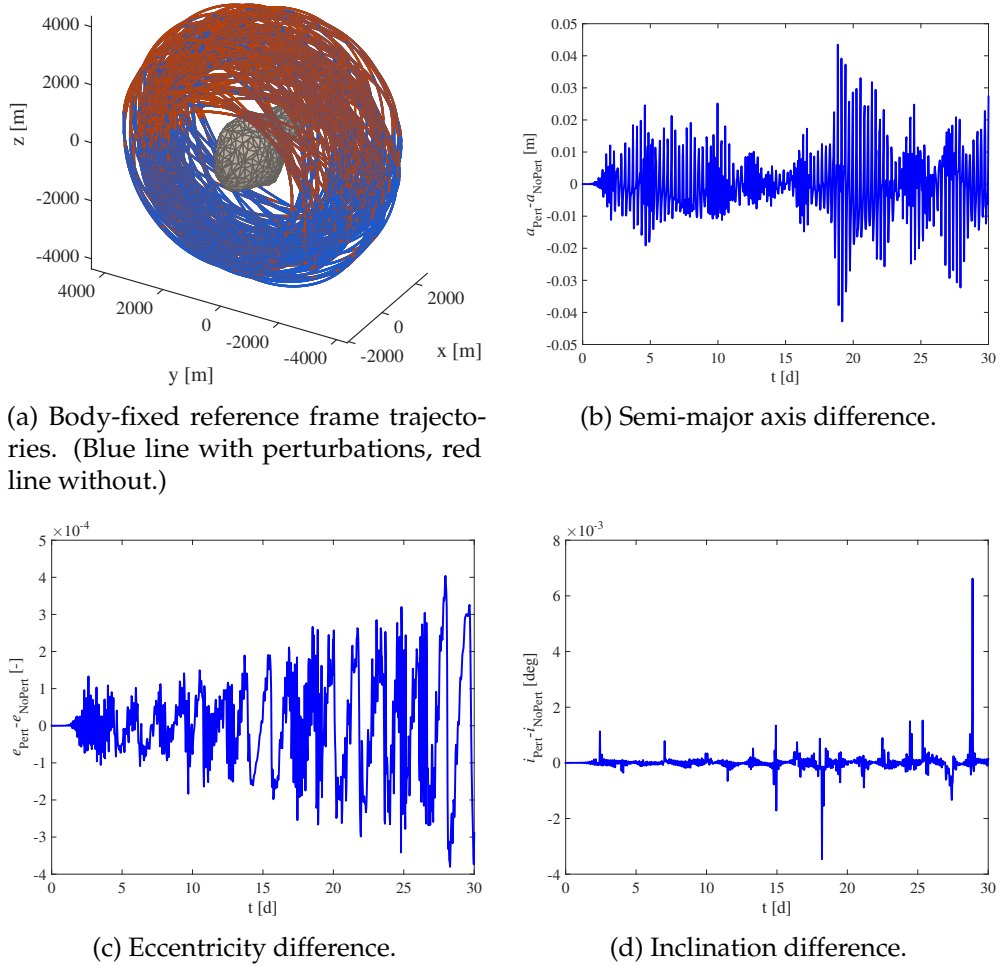 4000
2000
0
-2000
-4000
z [m]
4000
2000
0
-2000
-4000
y [m]
2000
0
-2000
x [m]
0.05
0.04
0.03
0.02
0.01
0
-0.01
-0.02
-0.03
-0.04
0.05
a_Pert-a_NoPert [m]
0 5 10 15 20 25 30
t [d]
(a) Body-fixed reference frame trajecto-
ries. (Blue line with perturbations, red
line without.)
(b) Semi-major axis difference.
×10⁻⁴
5
4
3
2
1
0
-1
-2
-3
-4
e_Pert-e_NoPert [-]
0 5 10 15 20 25 30
t [d]
(c) Eccentricity difference.
×10⁻³
8
6
4
2
0
-2
-4
i_Pert-i_NoPert [deg]
0 5 10 15 20 25 30
t [d]
(d) Inclination difference.